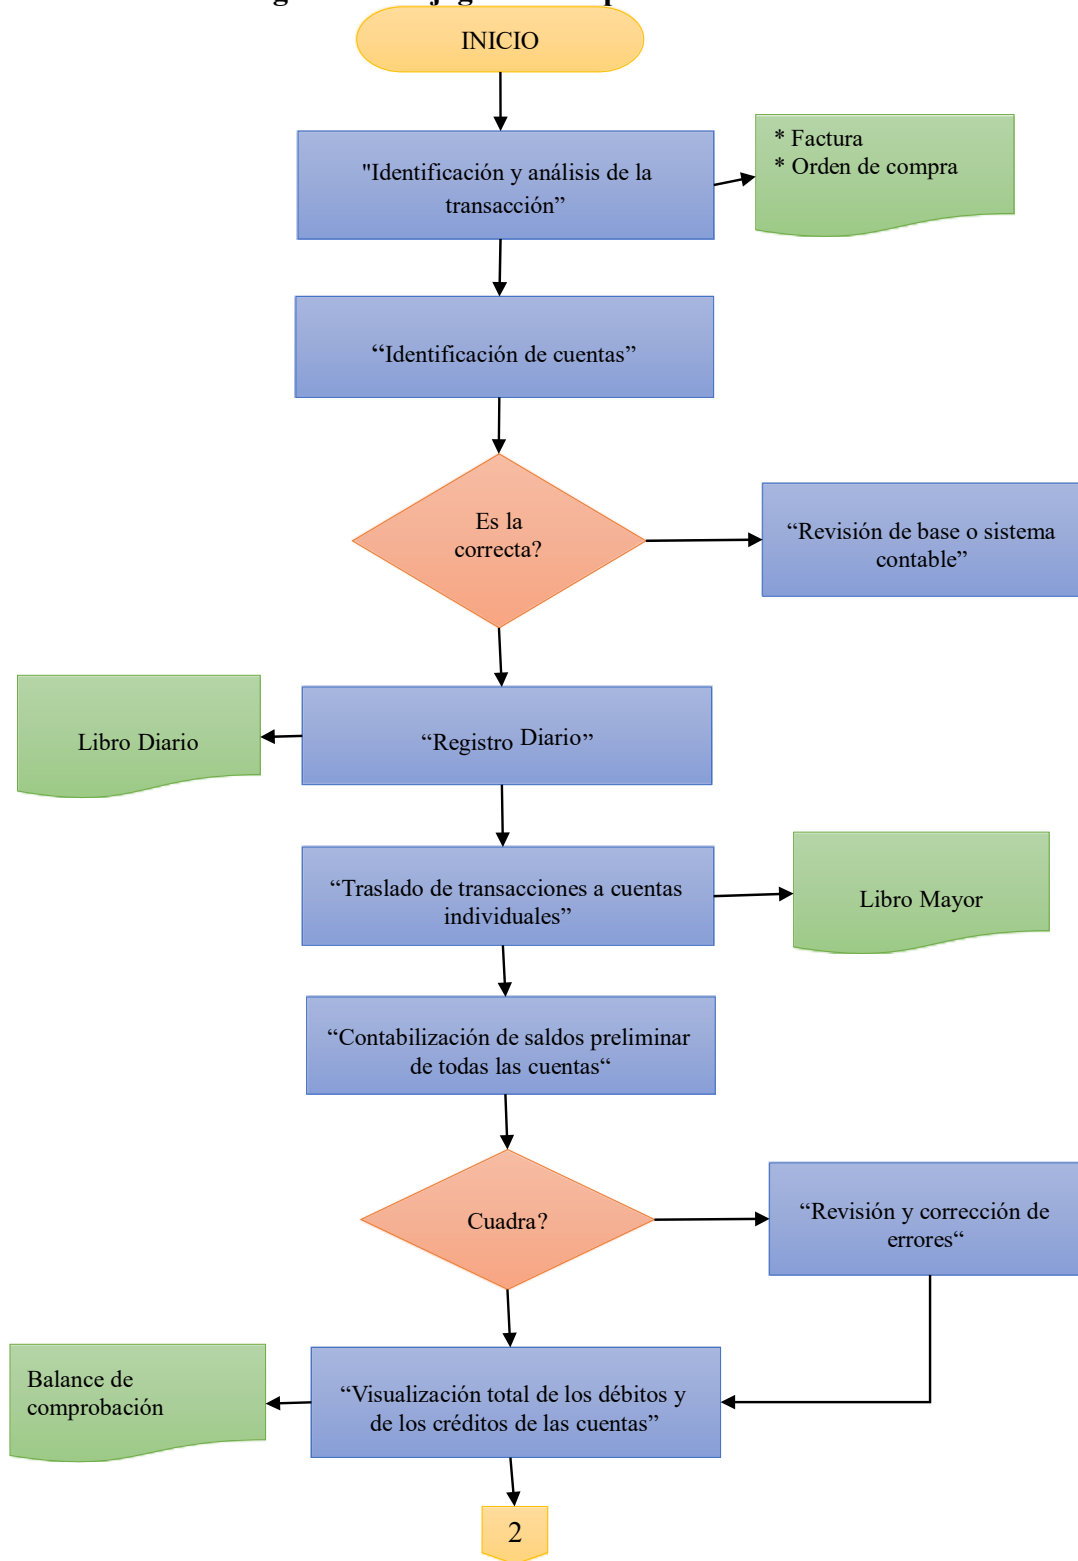 INICIO
"Identificación y análisis de la
transacción”
* Factura
* Orden de compra
“Identificación de cuentas”
Es la
correcta?
“Revisión de base o sistema
contable”
Libro Diario
“Registro Diario”
“Traslado de transacciones a cuentas
individuales”
Libro Mayor
“Contabilización de saldos preliminar
de todas las cuentas“
Cuadra?
“Revisión y corrección de
errores“
Balance de
comprobación
“Visualización total de los débitos y
de los créditos de las cuentas”
2